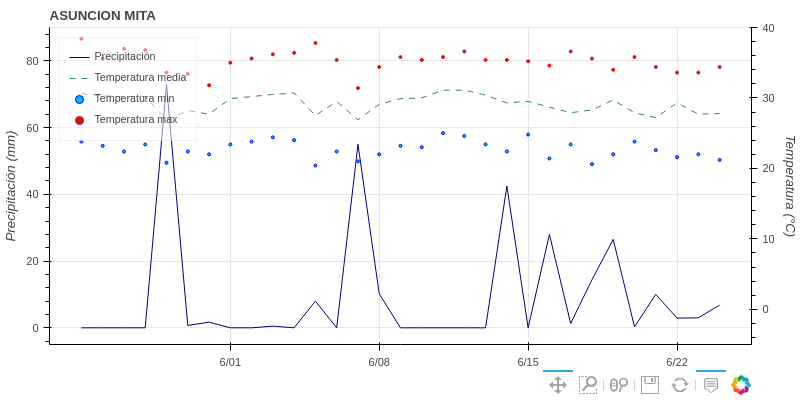 ASUNCION MITA
Precipitación
Temperatura media
Temperatura min
Temperatura max
80
60
40
20
0
Precipitación (mm)
40
30
20
10
0
Temperatura (°C)
6/01
6/08
6/15
6/22